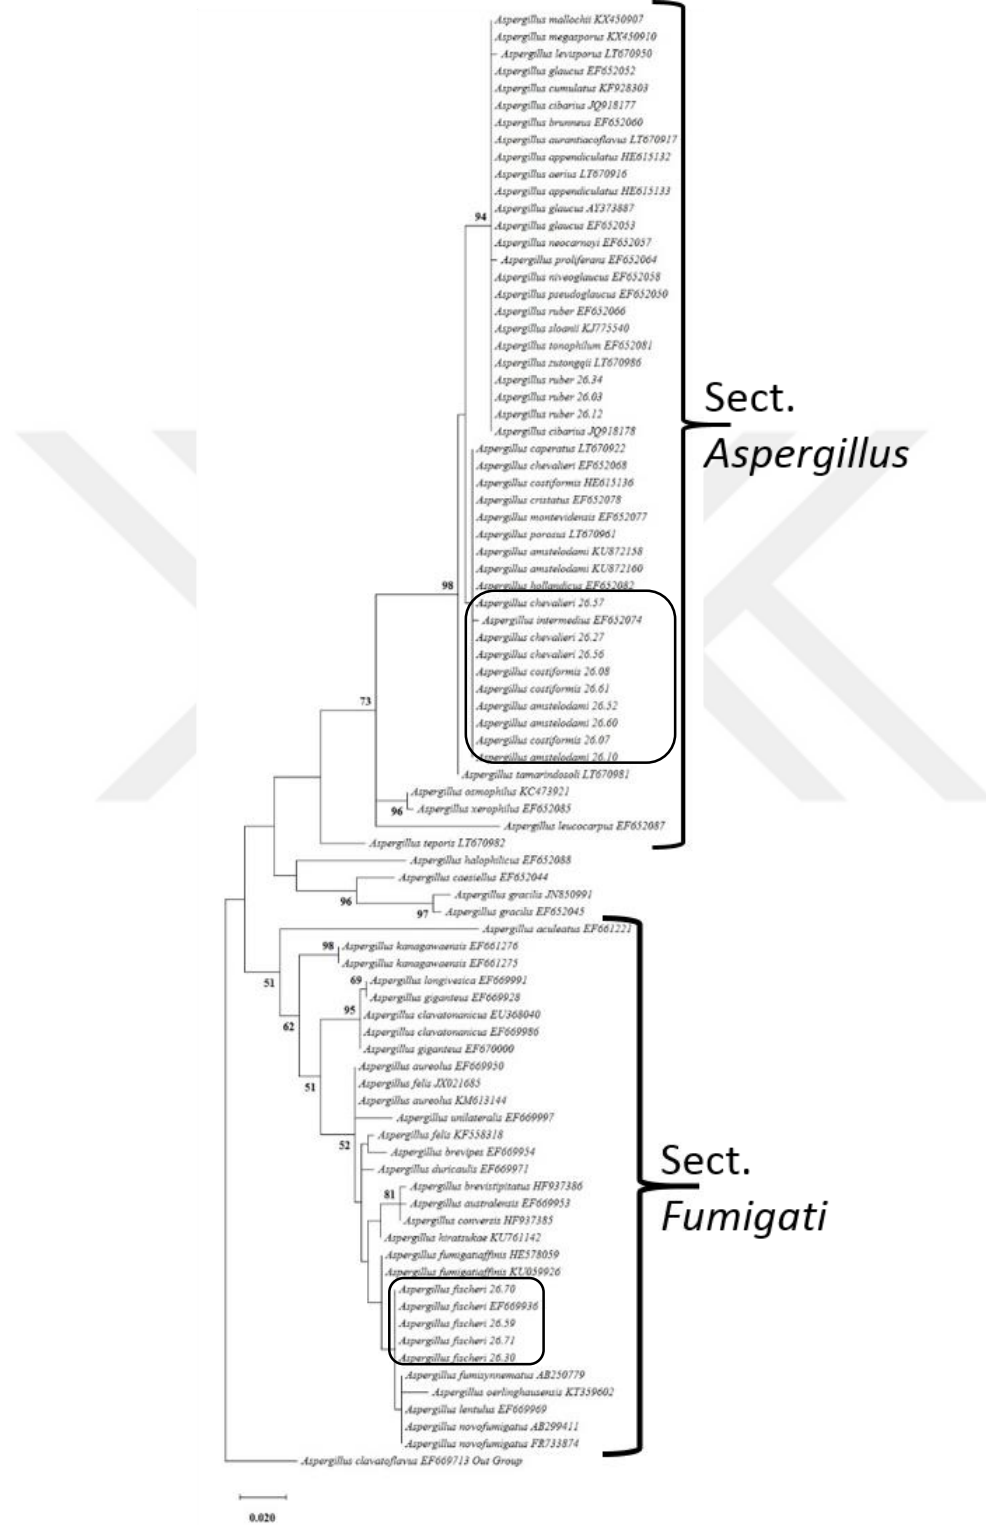 Aspergillus mallochii KX450907
Aspergillus megasporus KX450910
Aspergillus levisporus LT670950
Aspergillus glaucus EF652052
Aspergillus cumulatus KF928303
Aspergillus cibarius JQ918177
Aspergillus brunneus EF652060
Aspergillus aurantiacoflavus LT670917
Aspergillus appendiculatus HE615132
Aspergillus aerius LT670916
Aspergillus appendiculatus HE615133
Aspergillus glaucus AY373887
94
Aspergillus glaucus EF652053
Aspergillus neocarnoyi EF652057
Aspergillus proliferans EF652064
Aspergillus niveoglaucus EF652058
Aspergillus pseudoglaucus EF652050
Aspergillus ruber EF652066
Aspergillus sloanii KJ775540
Aspergillus tonophilum EF652081
Aspergillus zutongqii LT670986
Aspergillus ruber 26.34
Aspergillus ruber 26.03
Aspergillus ruber 26.12
Aspergillus cibarius JQ918178
Sect.
Aspergillus
Aspergillus caperatus LT670922
Aspergillus chevalieri EF652068
Aspergillus costiformis HE615136
Aspergillus cristatus EF652078
Aspergillus montevidensis EF652077
Aspergillus porosus LT670961
Aspergillus amstelodami KU872158
Aspergillus amstelodami KU872160
98
Aspergillus hollandicus EF652082
Aspergillus chevalieri 26.57
Aspergillus intermedius EF652074
Aspergillus chevalieri 26.27
Aspergillus chevalieri 26.56
Aspergillus costiformis 26.08
Aspergillus costiformis 26.61
73
Aspergillus amstelodami 26.52
Aspergillus amstelodami 26.60
Aspergillus costiformis 26.07
Aspergillus amstelodami 26.10
Aspergillus tamarindosoli LT670981
Aspergillus osmophilus KC473921
96
Aspergillus xerophilus EF652085
Aspergillus leucocarpus EF652087
Aspergillus teporis LT670982
Aspergillus halophilicus EF652088
Aspergillus caesiellus EF652044
96
Aspergillus gracilis JN850991
97
Aspergillus gracilis EF652045
Aspergillus aculeatus EF661221
98
Aspergillus kanagawaensis EF661276
Aspergillus kanagawaensis EF661275
51
69
Aspergillus longivesica EF669991
Aspergillus giganteus EF669928
95
Aspergillus clavatonanicus EU368040
62
Aspergillus clavatonanicus EF669986
Aspergillus giganteus EF670000
Aspergillus aureolus EF669950
51
Aspergillus felis JX021685
Aspergillus aureolus KM613144
Aspergillus unilateralis EF669997
Aspergillus felis KF558318
52
Aspergillus brevipes EF669954
Aspergillus duricaulis EF669971
Aspergillus brevistipitatus HF937386
81
Aspergillus australensis EF669953
Aspergillus conversis HF937385
Aspergillus hiratsukae KU761142
Sect.
Fumigati
Aspergillus fumigatiaffinis HE578059
Aspergillus fumigatiaffinis KU059926
Aspergillus fischeri 26.70
Aspergillus fischeri EF669936
Aspergillus fischeri 26.59
Aspergillus fischeri 26.71
Aspergillus fischeri 26.30
Aspergillus fumisynnematus AB250779
Aspergillus oerlinghausensis KT359602
Aspergillus lentulus EF669969
Aspergillus novofumigatus AB299411
Aspergillus novofumigatus FR733874
Aspergillus clavatoflavus EF669713 Out Group
0.020